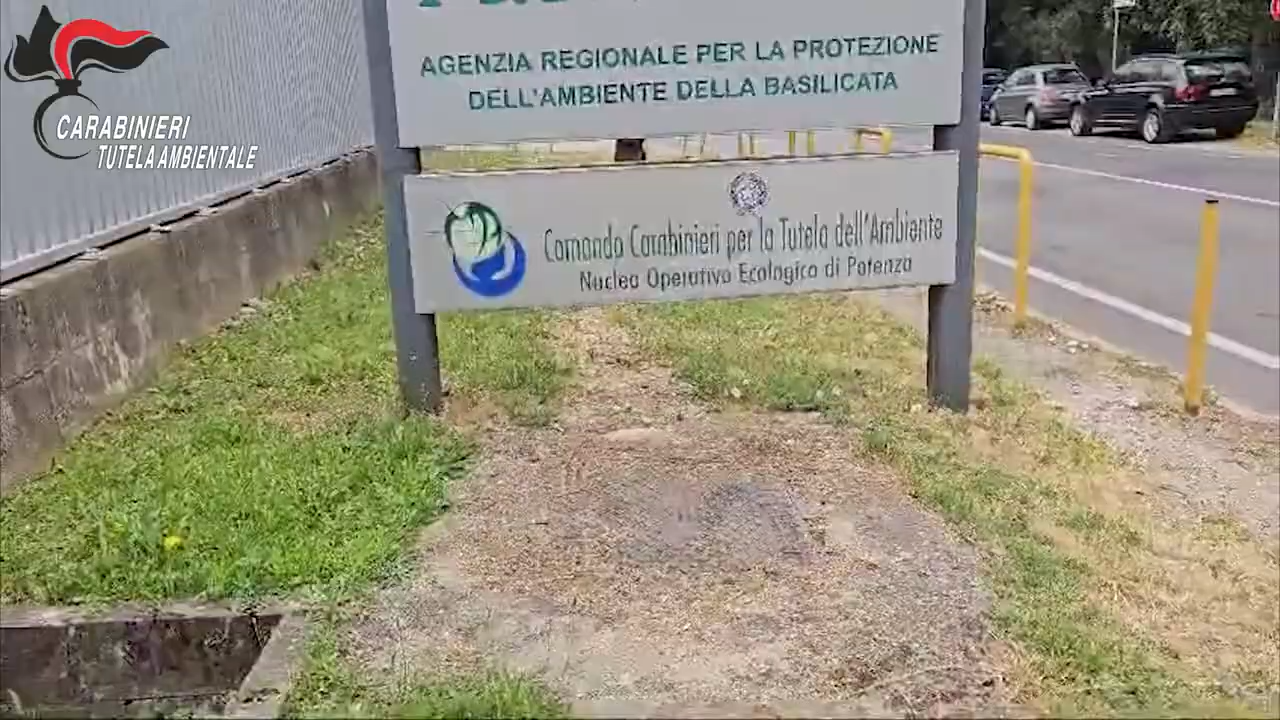 CARABINIERI
TUTELA AMBIENTALE
AGENZIA REGIONALE PER LA PROTEZIONE
DELL'AMBIENTE DELLA BASILICATA
Comando Carabinieri per la Tutela dell'Ambiente
Nucleo Operativo Ecologico di Potenza